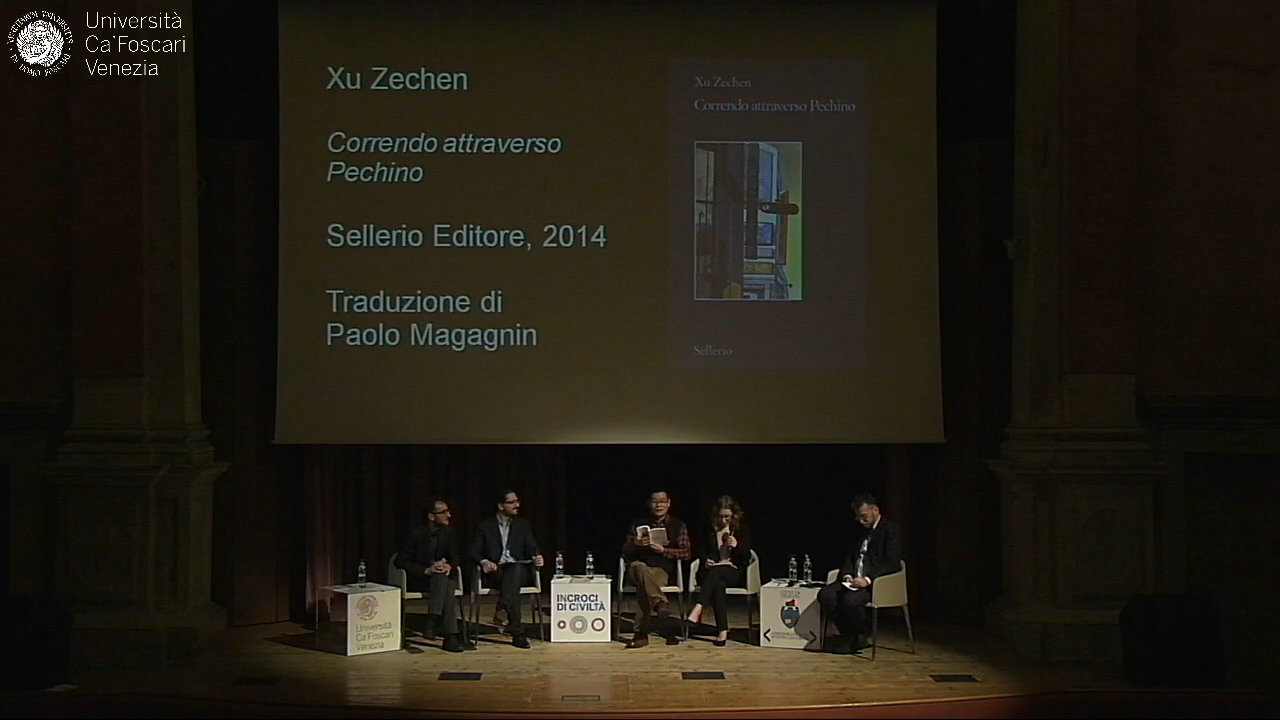 Università
Ca'Foscari
Venezia
Xu Zechen
Correndo attraverso
Pechino
Sellerio Editore, 2014
Traduzione di
Paolo Magagnin
Xu Zechen
Correndo attraverso Pechino
Sellerio
Università
Ca'Foscari
Venezia
INCROCI
DI CIVILTÀ